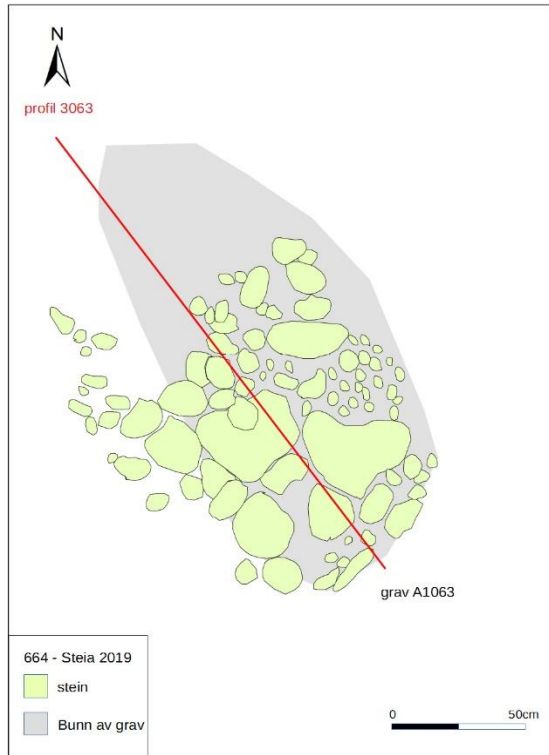 N
profil 3063
grav A1063
664 - Steia 2019
stein
Bunn av grav
0 50cm